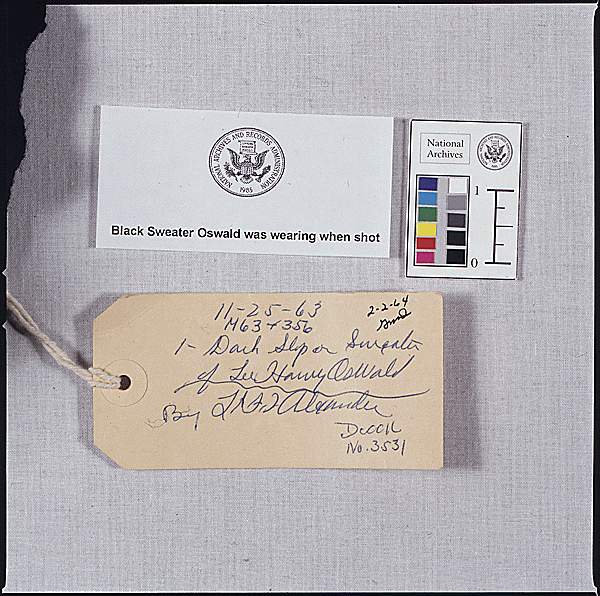 NATIONAL ARCHIVES AND RECORDS ADMINISTRATION
1985
Black Sweater Oswald was wearing when shot
National
Archives
1
0
11-25-63
M63-356
2-2-64
1- Dark Slip on Sweater
of Lee Harvey Oswald
By Alexander
No. 3531